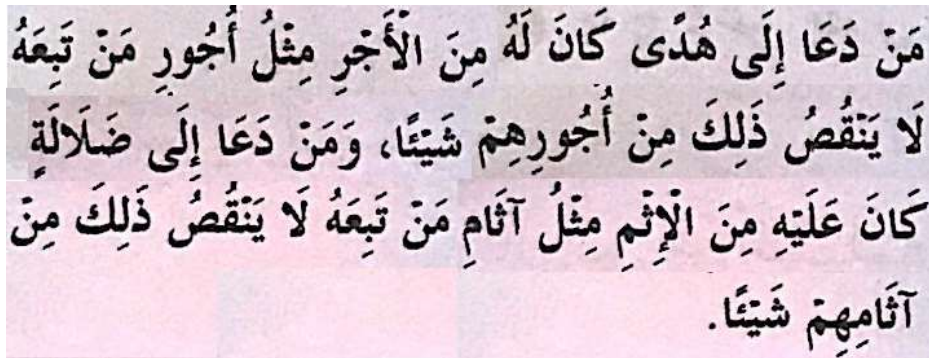 مَنْ دَعَا إِلَى هُدًى كَانَ لَهُ مِنَ الْأَجْرِ مِثْلُ أُجُورِ مَنْ تَبِعَهُ
لَا يَنْقُصُ ذَلِكَ مِنْ أُجُورِهِمْ شَيْئًا، وَمَنْ دَعَا إِلَى ضَلَالَةٍ
كَانَ عَلَيْهِ مِنَ الْإِثْمِ مِثْلُ آثَامِ مَنْ تَبِعَهُ لَا يَنْقُصُ ذَلِكَ مِنْ
آثَامِهِمْ شَيْئًا.